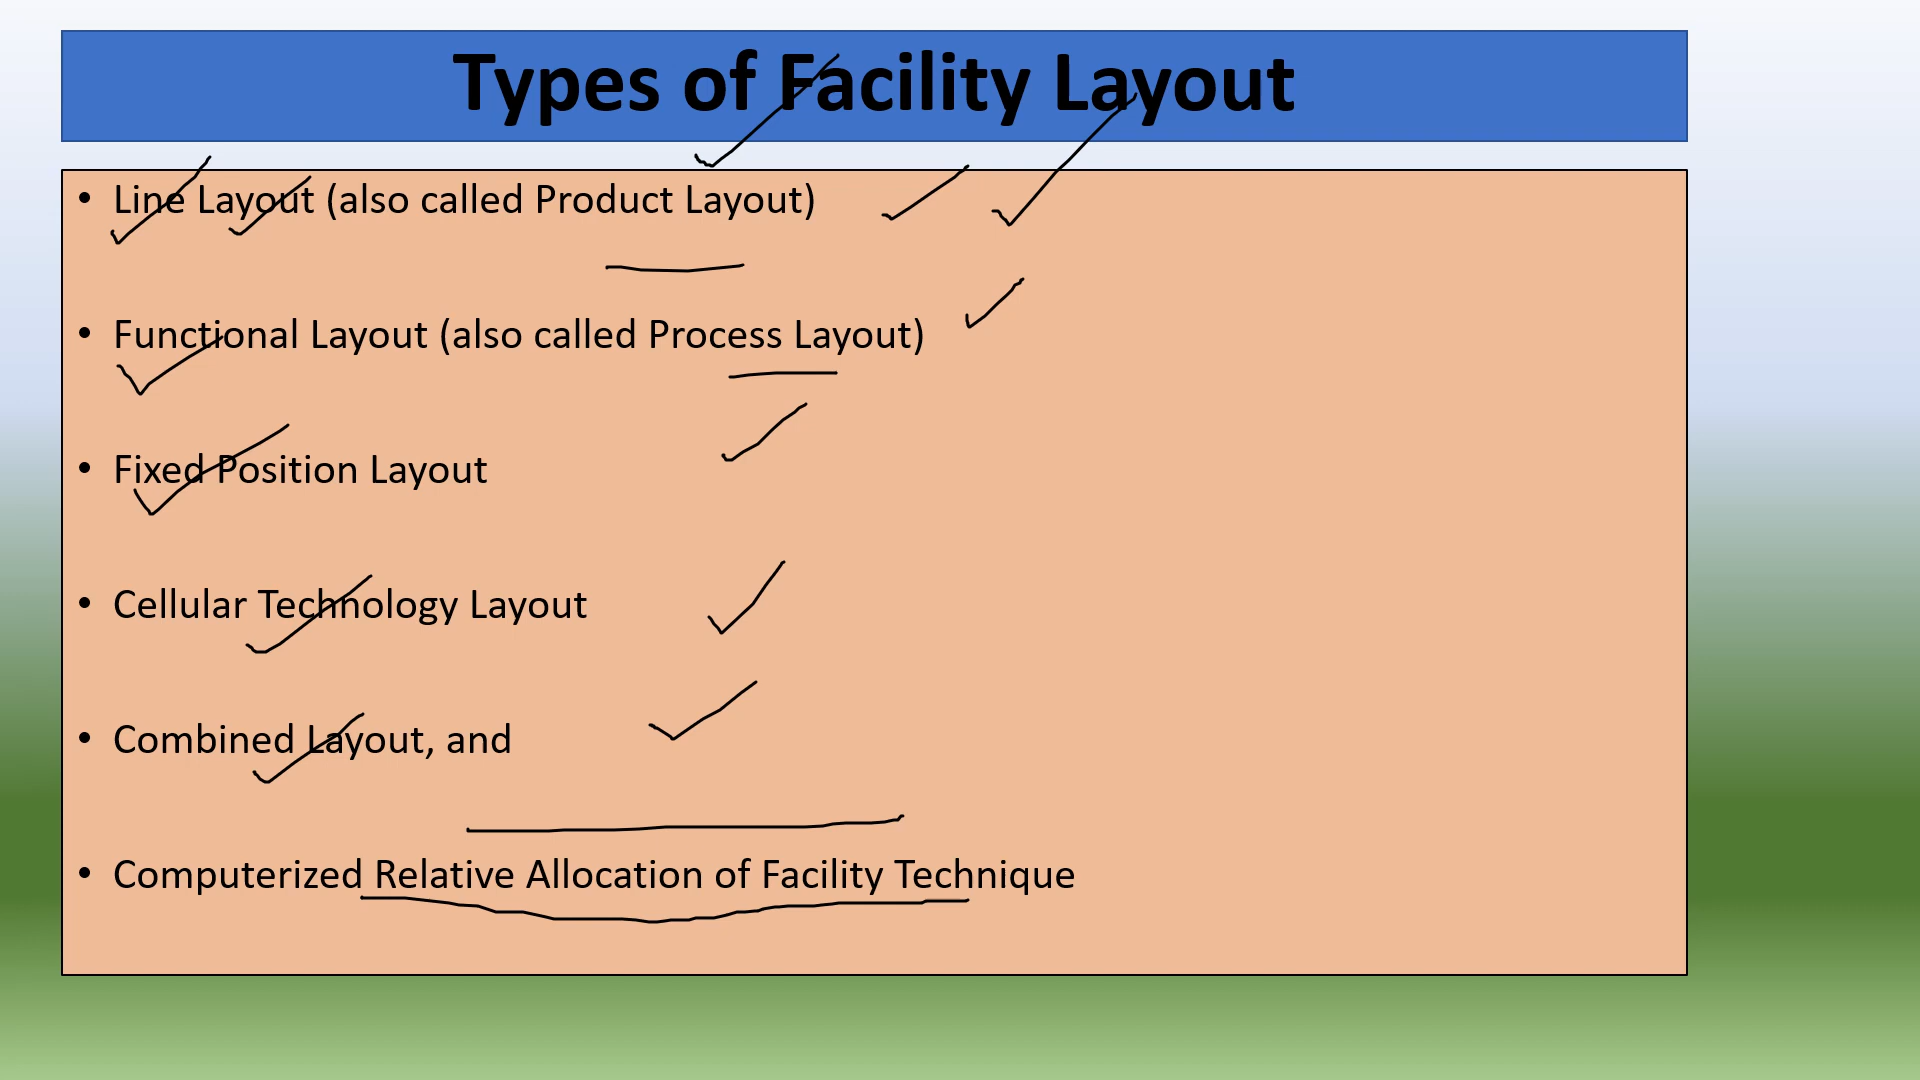 Types of Facility Layout
• Line Layout (also called Product Layout)
• Functional Layout (also called Process Layout)
• Fixed Position Layout
• Cellular Technology Layout
• Combined Layout, and
• Computerized Relative Allocation of Facility Technique